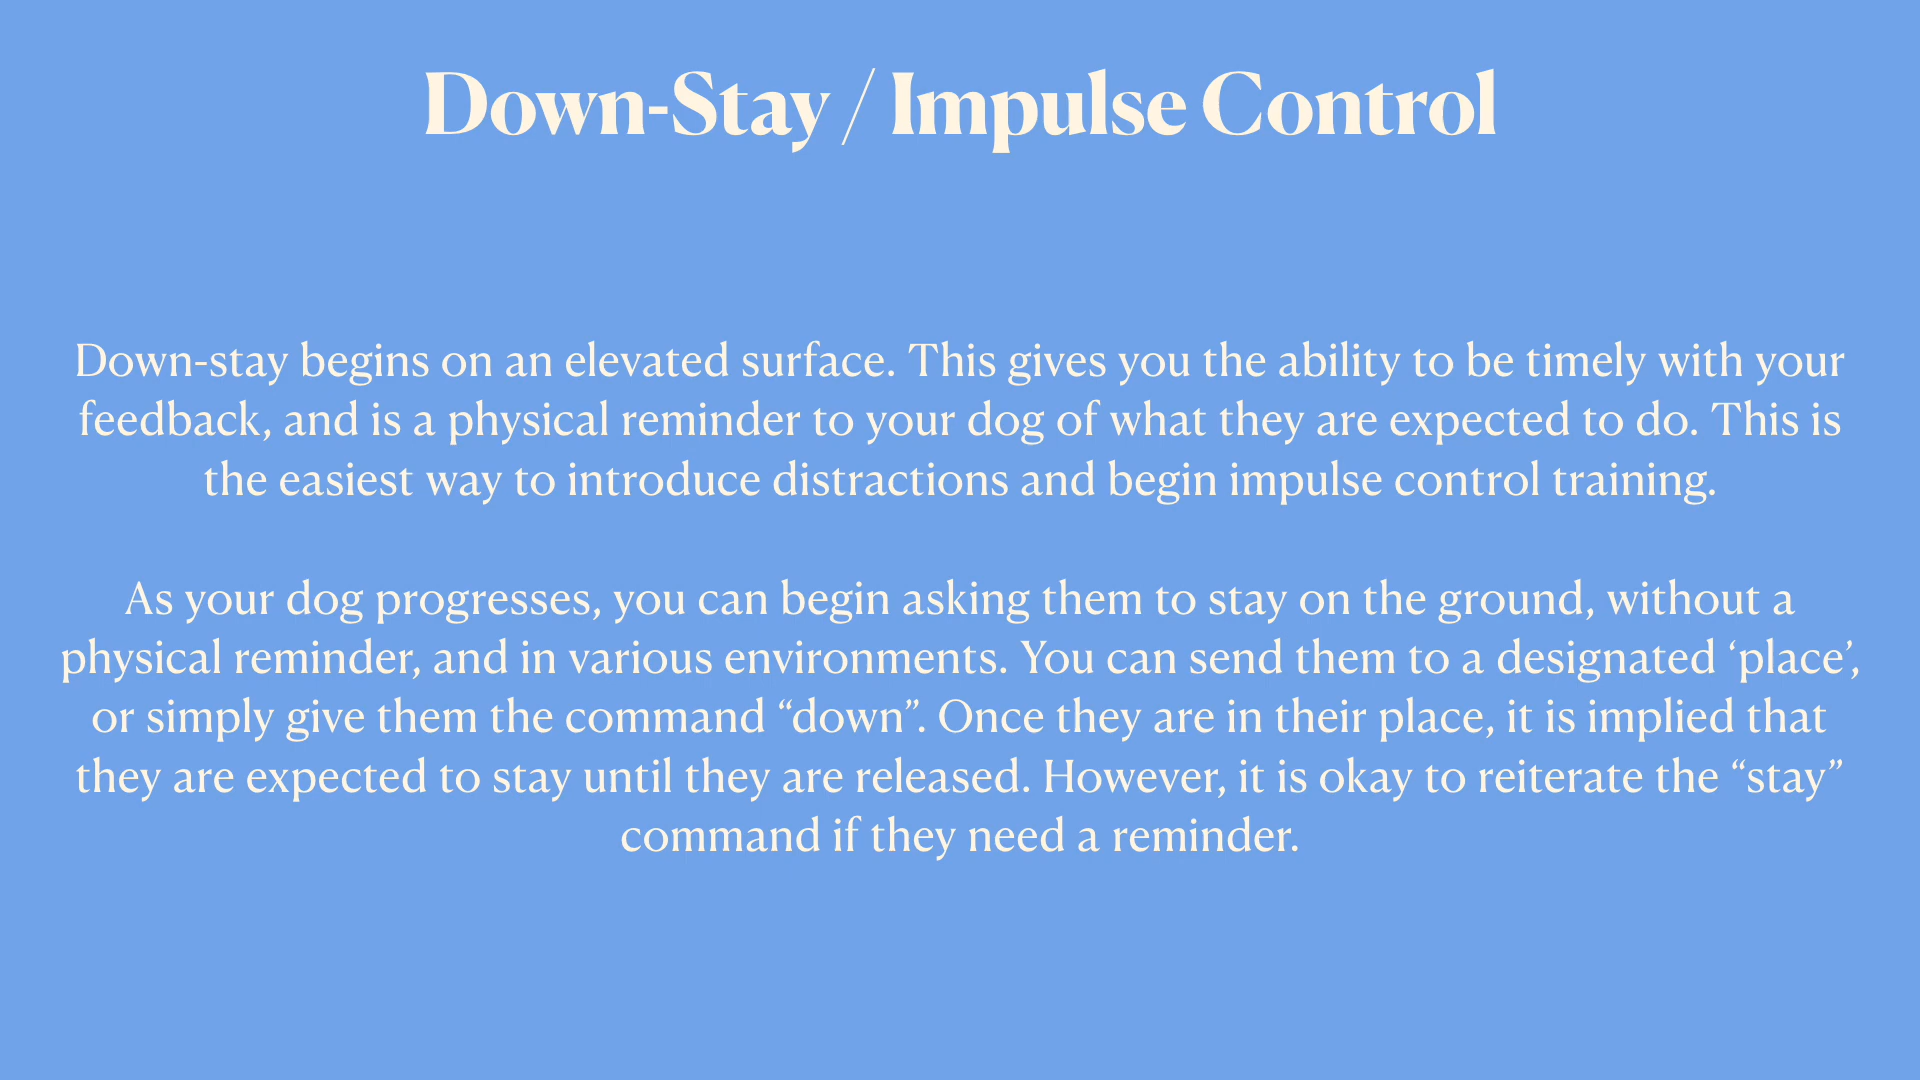 Down-Stay / Impulse Control
Down-stay begins on an elevated surface. This gives you the ability to be timely with your
feedback, and is a physical reminder to your dog of what they are expected to do. This is
the easiest way to introduce distractions and begin impulse control training.
As your dog progresses, you can begin asking them to stay on the ground, without a
physical reminder, and in various environments. You can send them to a designated ‘place’,
or simply give them the command “down”. Once they are in their place, it is implied that
they are expected to stay until they are released. However, it is okay to reiterate the “stay”
command if they need a reminder.